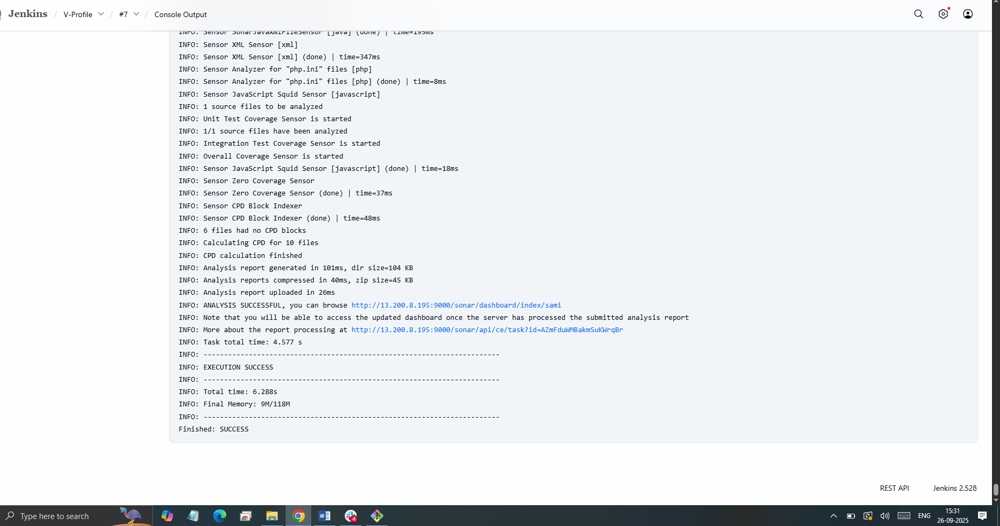 Jenkins / V-Profile / #7 / Console Output
INFO: Sensor SonarJavaXmlFileSensor [java] (done) | time=195ms
INFO: Sensor XML Sensor [xml]
INFO: Sensor XML Sensor [xml] (done) | time=347ms
INFO: Sensor Analyzer for "php.ini" files [php]
INFO: Sensor Analyzer for "php.ini" files [php] (done) | time=8ms
INFO: Sensor JavaScript Squid Sensor [javascript]
INFO: 1 source files to be analyzed
INFO: Unit Test Coverage Sensor is started
INFO: 1/1 source files have been analyzed
INFO: Integration Test Coverage Sensor is started
INFO: Overall Coverage Sensor is started
INFO: Sensor JavaScript Squid Sensor [javascript] (done) | time=18ms
INFO: Sensor Zero Coverage Sensor
INFO: Sensor Zero Coverage Sensor (done) | time=37ms
INFO: Sensor CPD Block Indexer
INFO: Sensor CPD Block Indexer (done) | time=48ms
INFO: 6 files had no CPD blocks
INFO: Calculating CPD for 10 files
INFO: CPD calculation finished
INFO: Analysis report generated in 101ms, dir size=104 KB
INFO: Analysis reports compressed in 40ms, zip size=45 KB
INFO: Analysis report uploaded in 26ms
INFO: ANALYSIS SUCCESSFUL, you can browse http://13.200.8.195:9000/sonar/dashboard/index/sami
INFO: Note that you will be able to access the updated dashboard once the server has processed the submitted analysis report
INFO: More about the report processing at http://13.200.8.195:9000/sonar/api/ce/task?id=AZmFduWMBakmSuKWrqBr
INFO: Task total time: 4.577 s
INFO: ------------------------------------------------------------------------
INFO: EXECUTION SUCCESS
INFO: ------------------------------------------------------------------------
INFO: Total time: 6.288s
INFO: Final Memory: 9M/118M
INFO: ------------------------------------------------------------------------
Finished: SUCCESS
REST API
Jenkins 2.528
Type here to search
4
ENG
15:31
26-09-2025